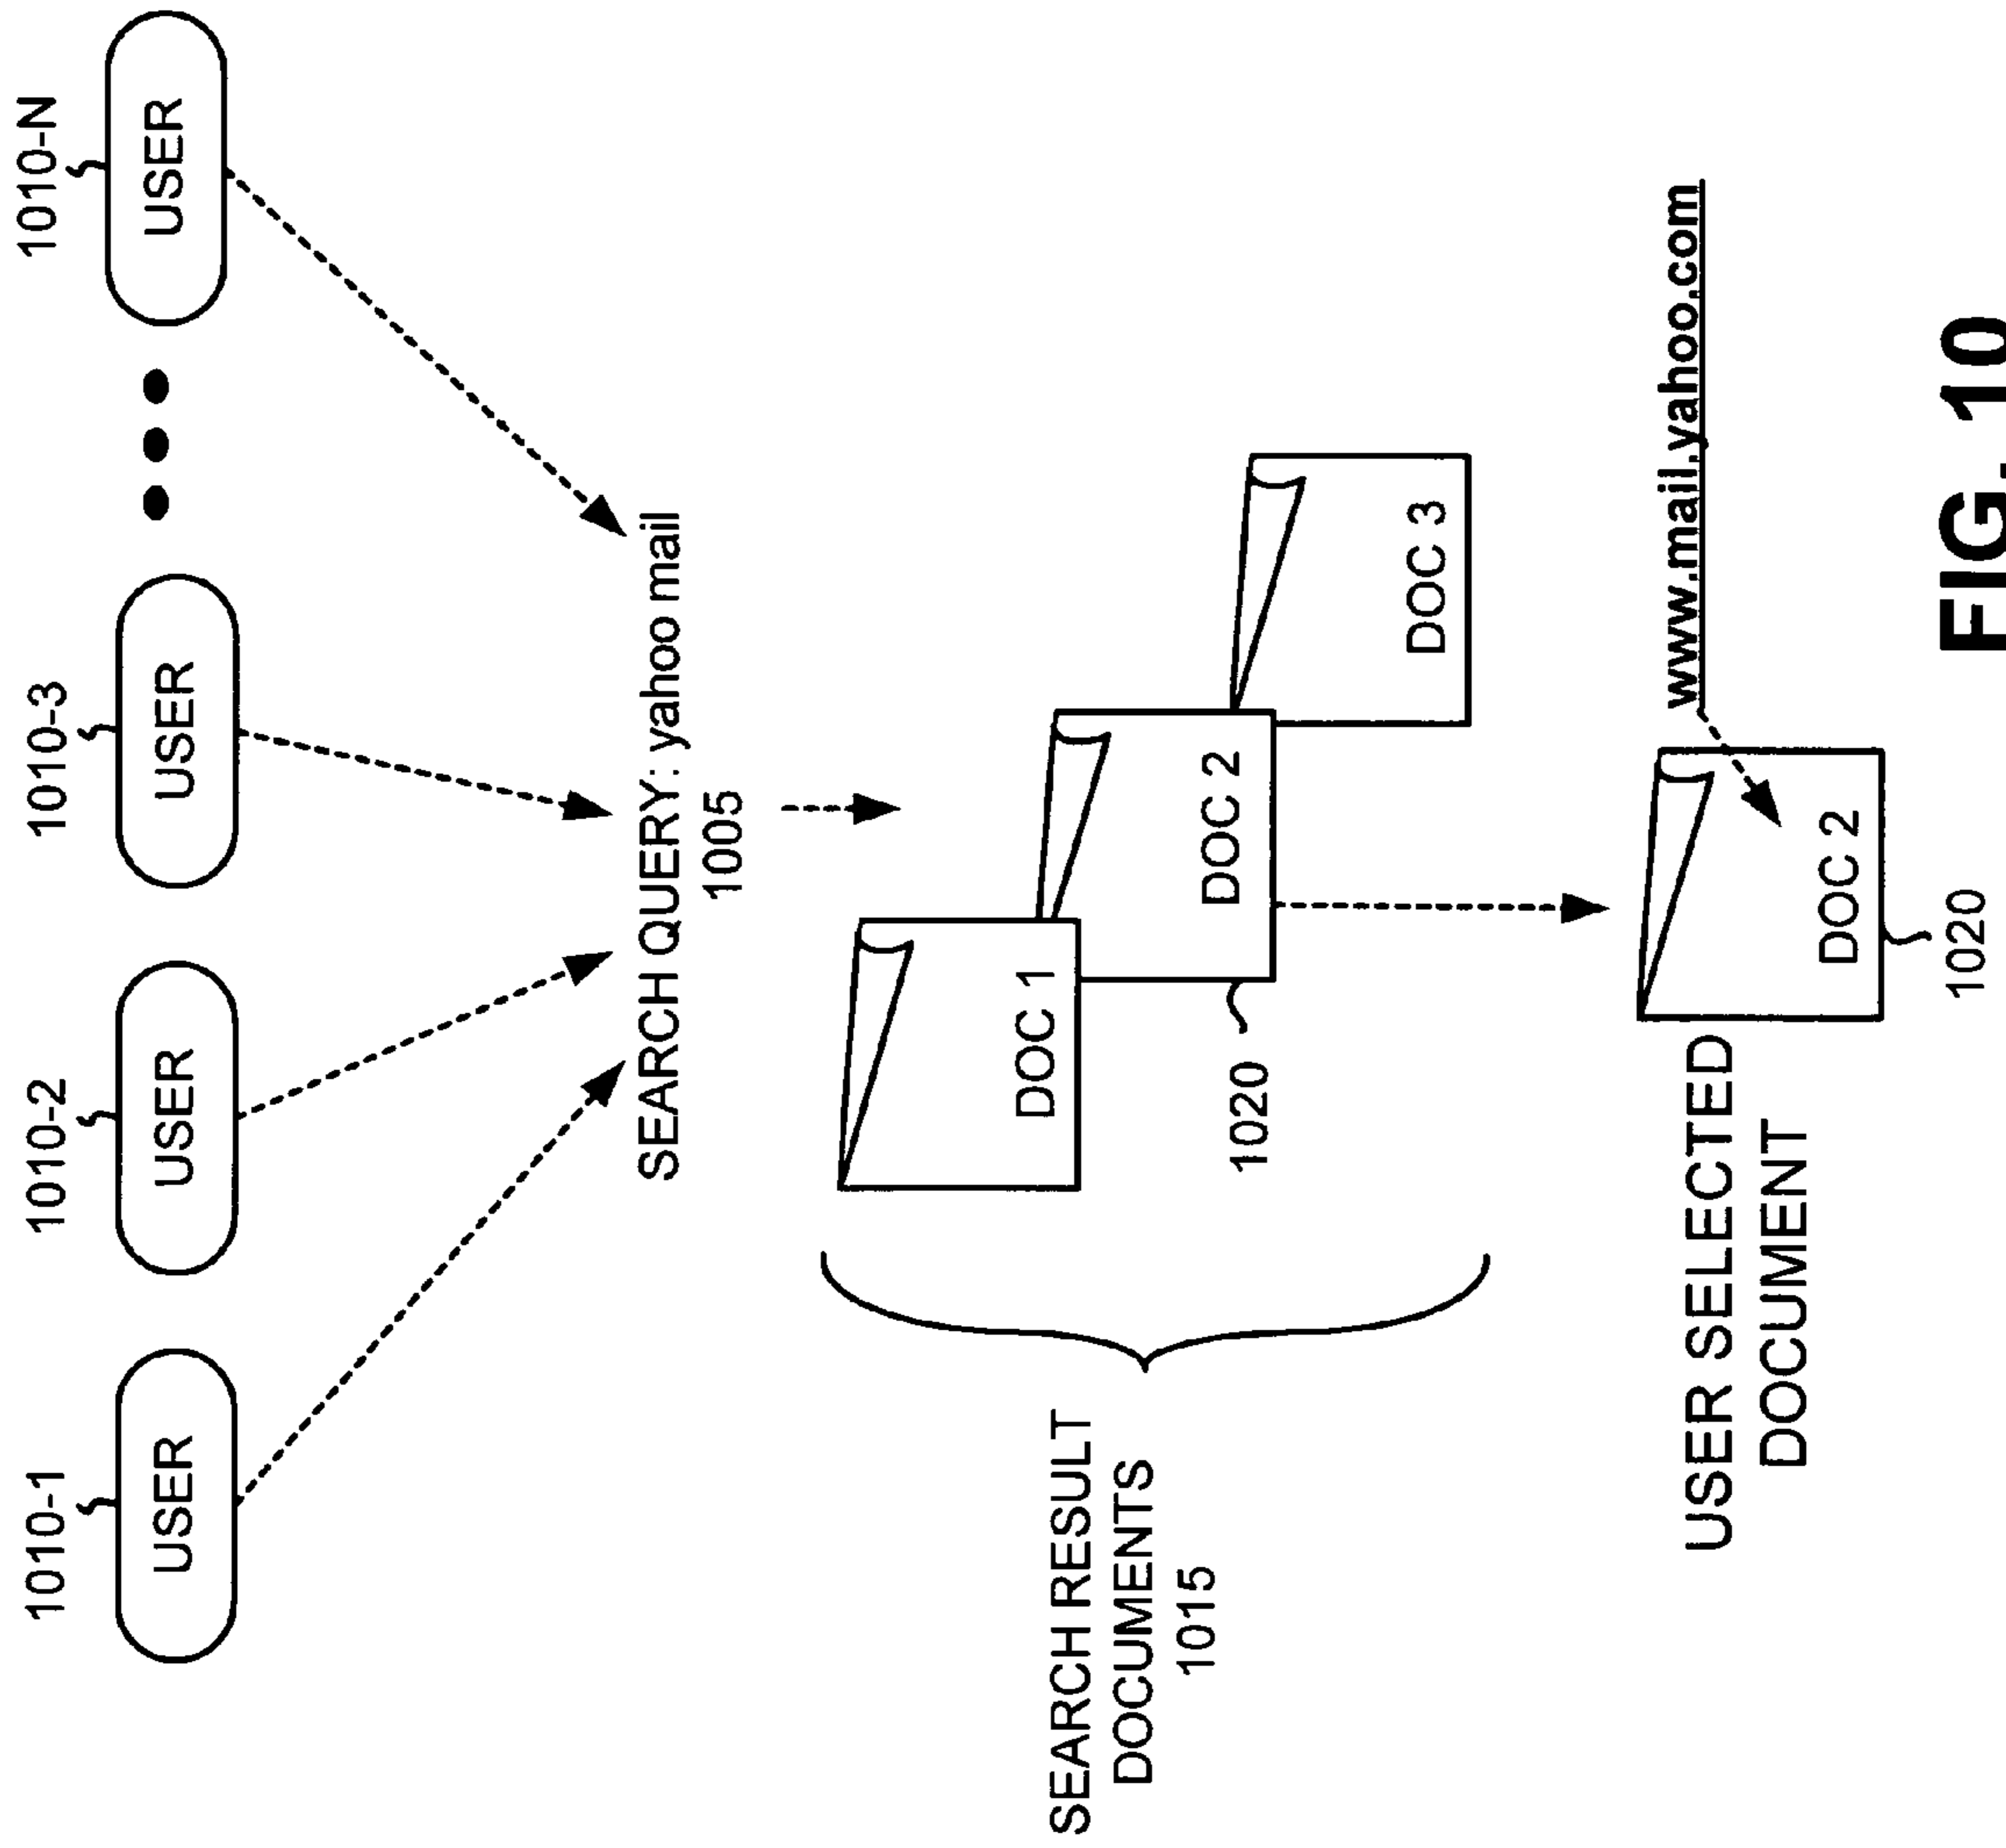 1010-1
1010-2
1010-3
1010-N
USER
USER
USER
USER
SEARCH QUERY: yahoo mail
1005
DOC 1
DOC 2
DOC 3
1020
SEARCH RESULT
DOCUMENTS
1015
www.mail.yahoo.com
USER SELECTED
DOCUMENT
DOC 2
1020
FIG. 10